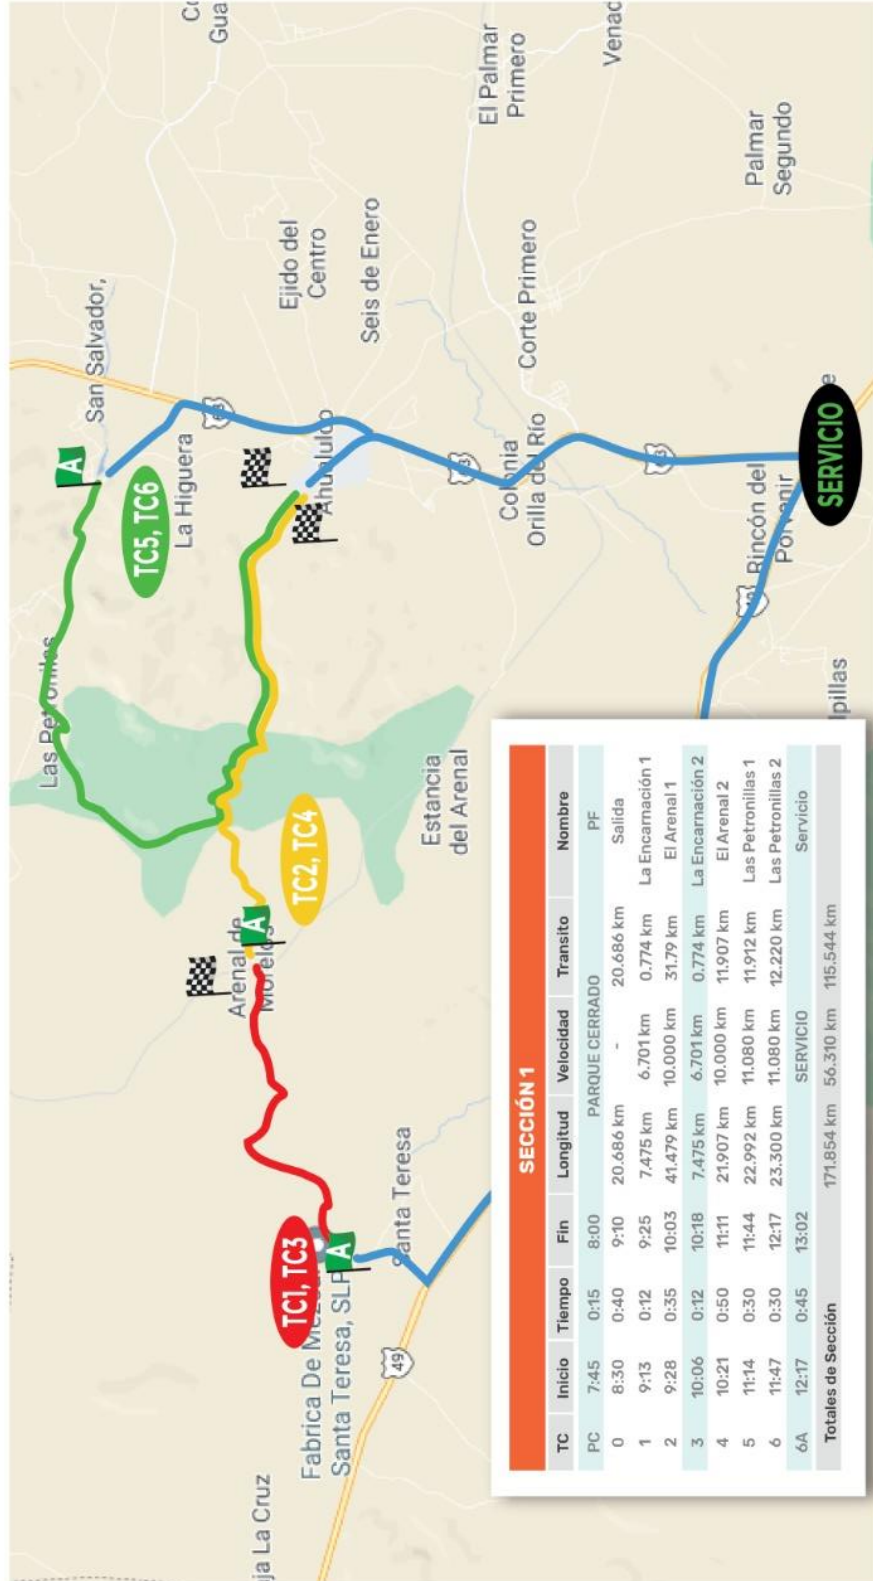 San Salvador,
El Palmar
Primero
Ejido del
Centro
Seis de Enero
Palmar
Segundo
Corte Primero
La Higuera
Colonia
Orilla del Río
Rincón del
Porvenir
Las Petronilas
Estancia
del Arenal
Arenal de
Morelos
Santa Teresa
Santa Teresa, SLP
49
TC5, TC6
TC2, TC4
TC1, TC3
A
A
A
SERVICIO
SECCIÓN 1
TC Inicio Tiempo Fin Longitud Velocidad Transito Nombre
PC 7:45 0:15 8:00 PARQUE CERRADO PF
0 8:30 0:40 9:10 20.686 km - 20.686 km Salida
1 9:13 0:12 9:25 7.475 km 6.701 km 0.774 km La Encarnación 1
2 9:28 0:35 10:03 41.479 km 10.000 km 31.79 km El Arenal 1
3 10:06 0:12 10:18 7.475 km 6.701 km 0.774 km La Encarnación 2
4 10:21 0:50 11:11 21.907 km 10.000 km 11.907 km El Arenal 2
5 11:14 0:30 11:44 22.992 km 11.080 km 11.912 km Las Petronillas 1
6 11:47 0:30 12:17 23.300 km 11.080 km 12.220 km Las Petronillas 2
6A 12:17 0:45 13:02 SERVICIO Servicio
Totales de Sección 171.854 km 56.310 km 115.544 km